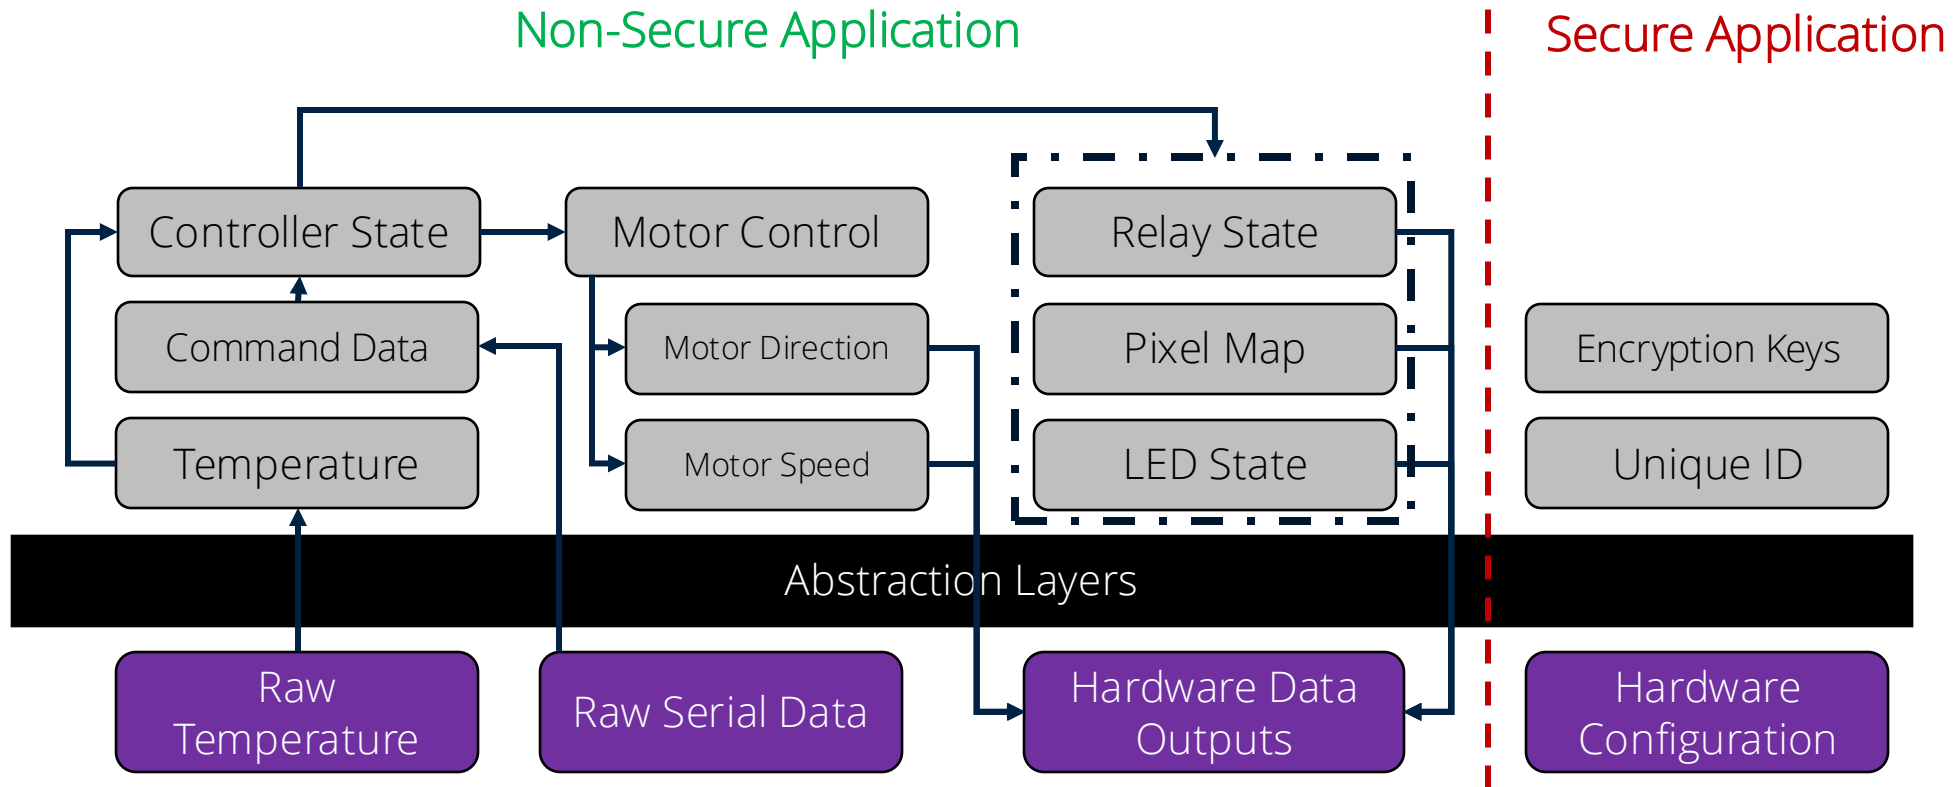 Non-Secure Application
Secure Application
Controller State
Motor Control
Relay State
Command Data
Motor Direction
Pixel Map
Encryption Keys
Temperature
Motor Speed
LED State
Unique ID
Abstraction Layers
Raw
Temperature
Raw Serial Data
Hardware Data
Outputs
Hardware
Configuration